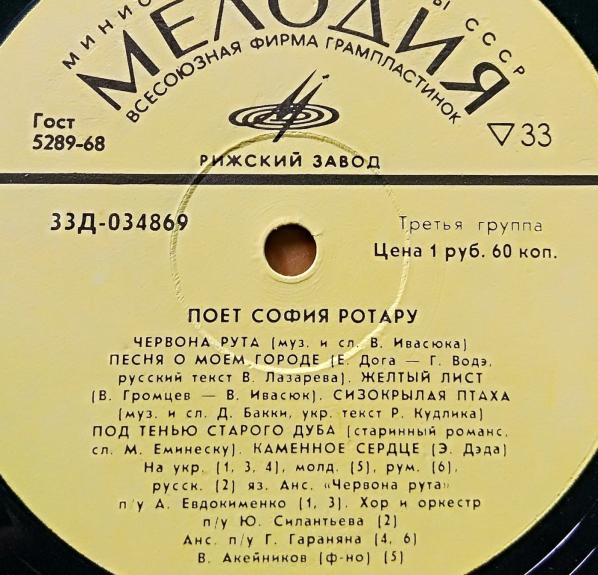 МИНИС
Ы СССР
МЕЛОДИЯ
ВСЕСОЮЗНАЯ ФИРМА ГРАМПЛАСТИНОК
Гост
5289-68
▽33
РИЖСКИЙ ЗАВОД
33Д-034869
Третья группа
Цена 1 руб. 60 коп.
ПОЕТ СОФИЯ РОТАРУ
ЧЕРВОНА РУТА (муз. и сл. В. Ивасюка)
ПЕСНЯ О МОЕМ ГОРОДЕ (Е. Дога — Г. Водэ,
русский текст В. Лазарева). ЖЕЛТЫЙ ЛИСТ
(В. Громцев — В. Ивасюк). СИЗОКРЫЛАЯ ПТАХА
(муз. и сл. Д. Бакки, укр. текст Р. Кудлика)
ПОД ТЕНЬЮ СТАРОГО ДУБА (старинный романс,
сл. М. Еминеску). КАМЕННОЕ СЕРДЦЕ (Э. Дэда)
На укр. (1, 3, 4), молд. (5), рум. (6),
русск. (2) яз. Анс. «Червона рута»
п/у А. Евдокименко (1, 3). Хор и оркестр
п/у Ю. Силантьева (2)
Анс. п/у Г. Гараняна (4, 6)
В. Акейников (ф-но) (5)